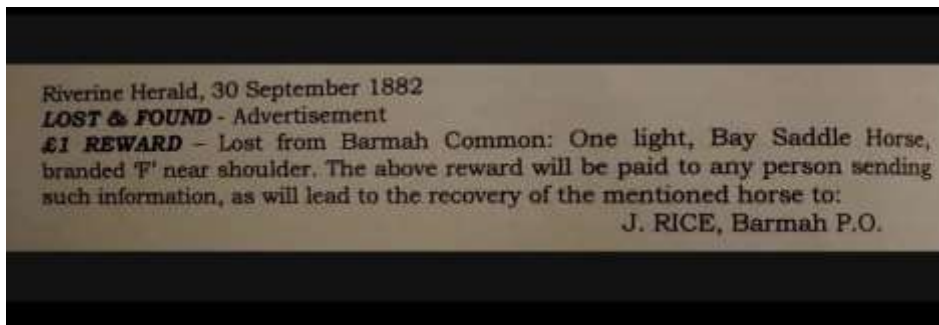 Riverine Herald, 30 September 1882
LOST & FOUND - Advertisement
£1 REWARD – Lost from Barmah Common: One light, Bay Saddle Horse,
branded 'F' near shoulder. The above reward will be paid to any person sending
such information, as will lead to the recovery of the mentioned horse to:
J. RICE, Barmah P.O.